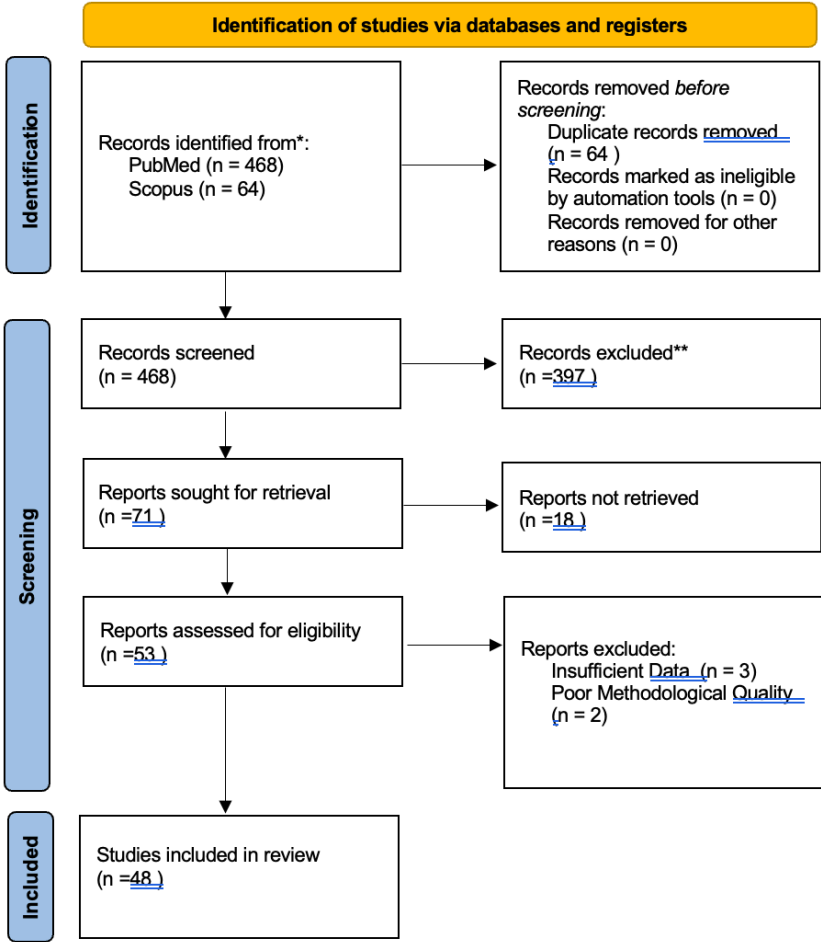 Identification of studies via databases and registers
Identification
Records identified from*:
PubMed (n = 468)
Scopus (n = 64)
Records removed before
screening:
Duplicate records removed
(n = 64 )
Records marked as ineligible
by automation tools (n = 0)
Records removed for other
reasons (n = 0)
Screening
Records screened
(n = 468)
Records excluded**
(n =397 )
Reports sought for retrieval
(n =71 )
Reports not retrieved
(n =18 )
Reports assessed for eligibility
(n =53 )
Reports excluded:
Insufficient Data  (n = 3)
Poor Methodological Quality
(n = 2)
Included
Studies included in review
(n =48 )